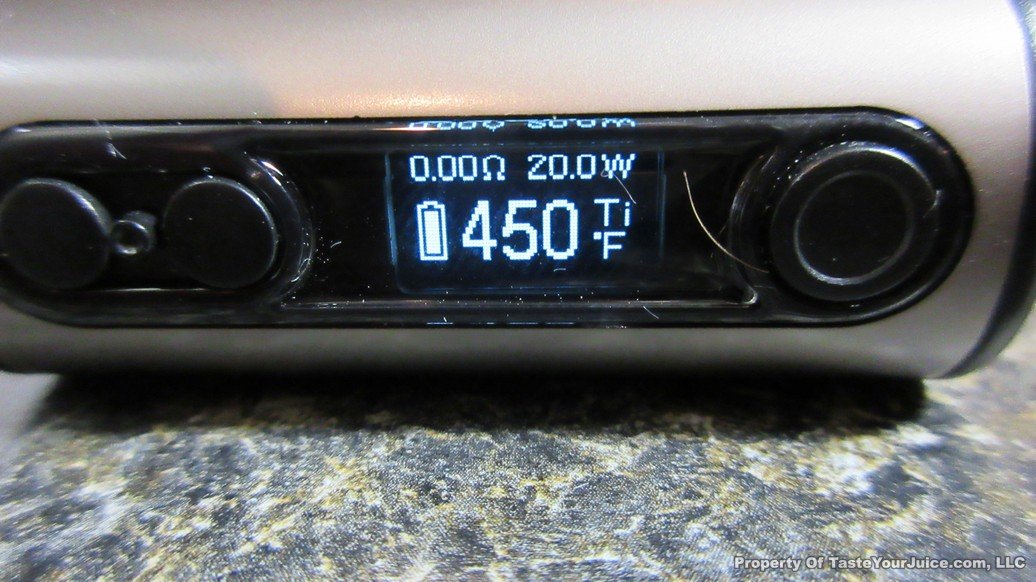 0.00Ω 20.0W
450 Ti
°F
Property Of TasteYourJuice.com, LLC